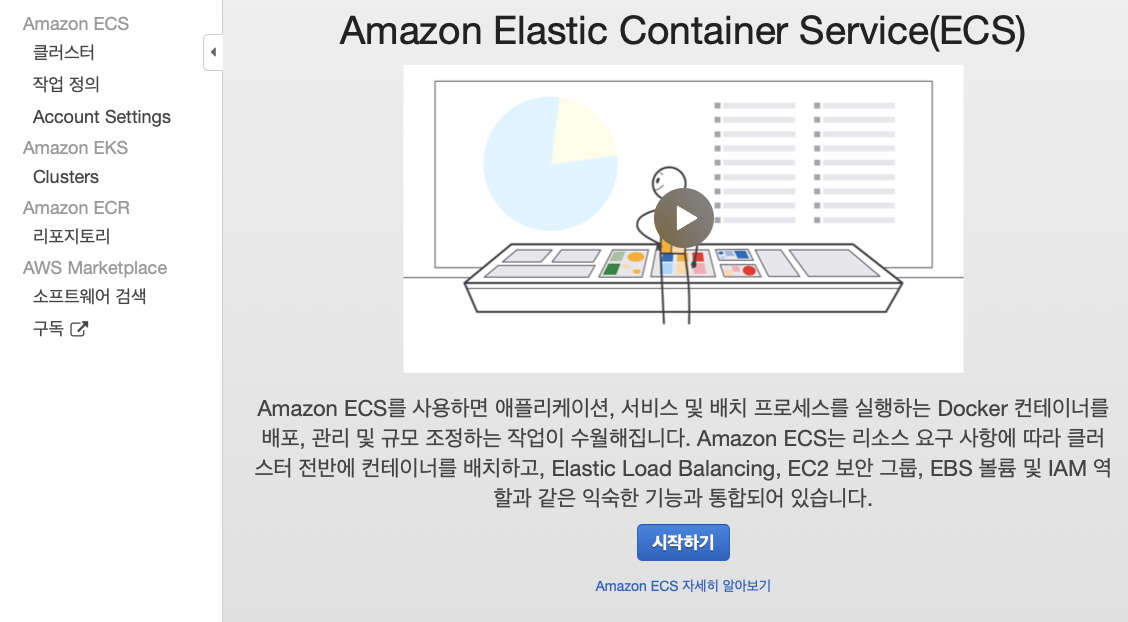 Amazon ECS
클러스터
작업 정의
Account Settings
Amazon EKS
Clusters
Amazon ECR
리포지토리
AWS Marketplace
소프트웨어 검색
구독
Amazon Elastic Container Service(ECS)
Amazon ECS를 사용하면 애플리케이션, 서비스 및 배치 프로세스를 실행하는 Docker 컨테이너를
배포, 관리 및 규모 조정하는 작업이 수월해집니다. Amazon ECS는 리소스 요구 사항에 따라 클러
스터 전반에 컨테이너를 배치하고, Elastic Load Balancing, EC2 보안 그룹, EBS 볼륨 및 IAM 역
할과 같은 익숙한 기능과 통합되어 있습니다.
시작하기
Amazon ECS 자세히 알아보기